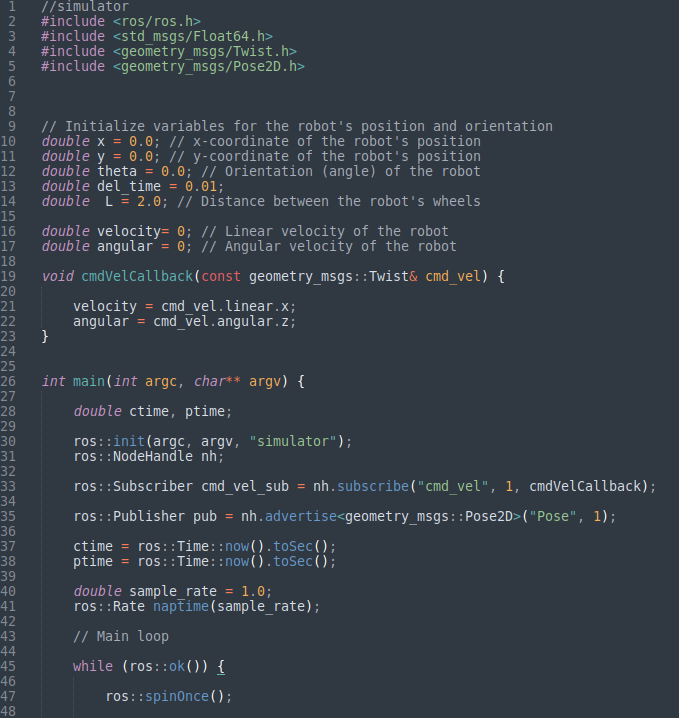 1 //simulator
2 #include <ros/ros.h>
3 #include <std_msgs/Float64.h>
4 #include <geometry_msgs/Twist.h>
5 #include <geometry_msgs/Pose2D.h>
6
7
8
9 // Initialize variables for the robot's position and orientation
10 double x = 0.0; // x-coordinate of the robot's position
11 double y = 0.0; // y-coordinate of the robot's position
12 double theta = 0.0; // Orientation (angle) of the robot
13 double del_time = 0.01;
14 double  L = 2.0; // Distance between the robot's wheels
15
16 double velocity= 0; // Linear velocity of the robot
17 double angular = 0; // Angular velocity of the robot
18
19 void cmdVelCallback(const geometry_msgs::Twist& cmd_vel) {
20
21     velocity = cmd_vel.linear.x;
22     angular = cmd_vel.angular.z;
23 }
24
25
26 int main(int argc, char** argv) {
27
28     double ctime, ptime;
29
30     ros::init(argc, argv, "simulator");
31     ros::NodeHandle nh;
32
33     ros::Subscriber cmd_vel_sub = nh.subscribe("cmd_vel", 1, cmdVelCallback);
34
35     ros::Publisher pub = nh.advertise<geometry_msgs::Pose2D>("Pose", 1);
36
37     ctime = ros::Time::now().toSec();
38     ptime = ros::Time::now().toSec();
39
40     double sample_rate = 1.0;
41     ros::Rate naptime(sample_rate);
42
43     // Main loop
44
45     while (ros::ok()) {
46
47         ros::spinOnce();
48